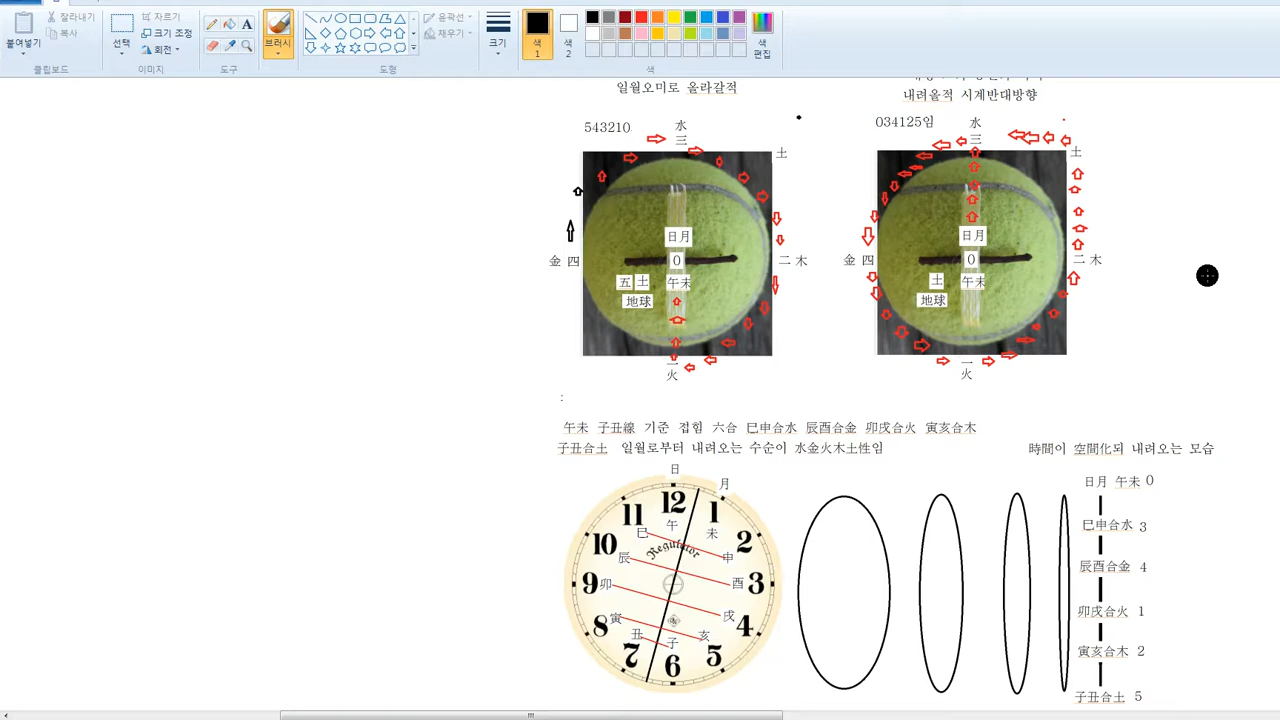 붙여넣기
복사
잘라내기
클립보드
선택
크기 조정
회전
이미지
도구
브러시
도형
윤곽선
채우기
크기
색
1
색
2
색
편집
색
일월오미로 올라갈적
내려올적 시계반대방향
543210
水
三
土
金 四
日月
0
二 木
五 土
午未
地球
一
火
034125임
水
三
土
金 四
日月
0
二 木
土
午未
地球
一
火
:
午未 子丑線 기준 접힘 六合 巳申合水 辰酉合金 卯戌合火 寅亥合木
子丑合土 일월로부터 내려오는 수순이 水金火木土性임
時間이 空間化되 내려오는 모습
日
月
12
11
1
午
巳
未
10
2
Regulator
辰
申
9
卯
酉
3
8
寅
戌
4
丑
子
亥
7
6
5
日月 午未 0
巳申合水 3
辰酉合金 4
卯戌合火 1
寅亥合木 2
子丑合土 5